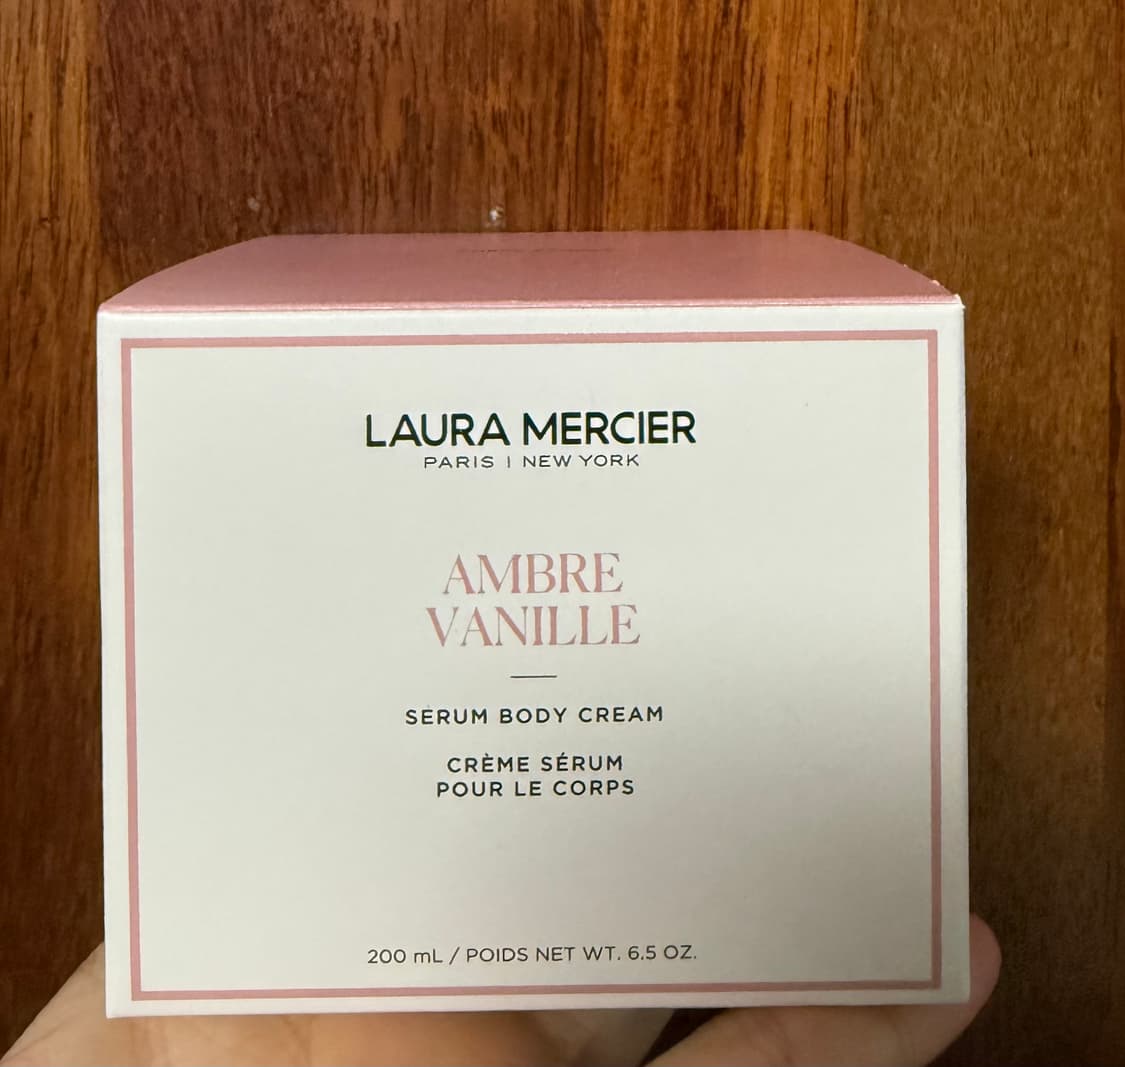 LAURA MERCIER
PARIS | NEW YORK
AMBRE
VANILLE
SERUM BODY CREAM
CRÈME SÉRUM
POUR LE CORPS
200 mL / POIDS NET WT. 6.5 OZ.